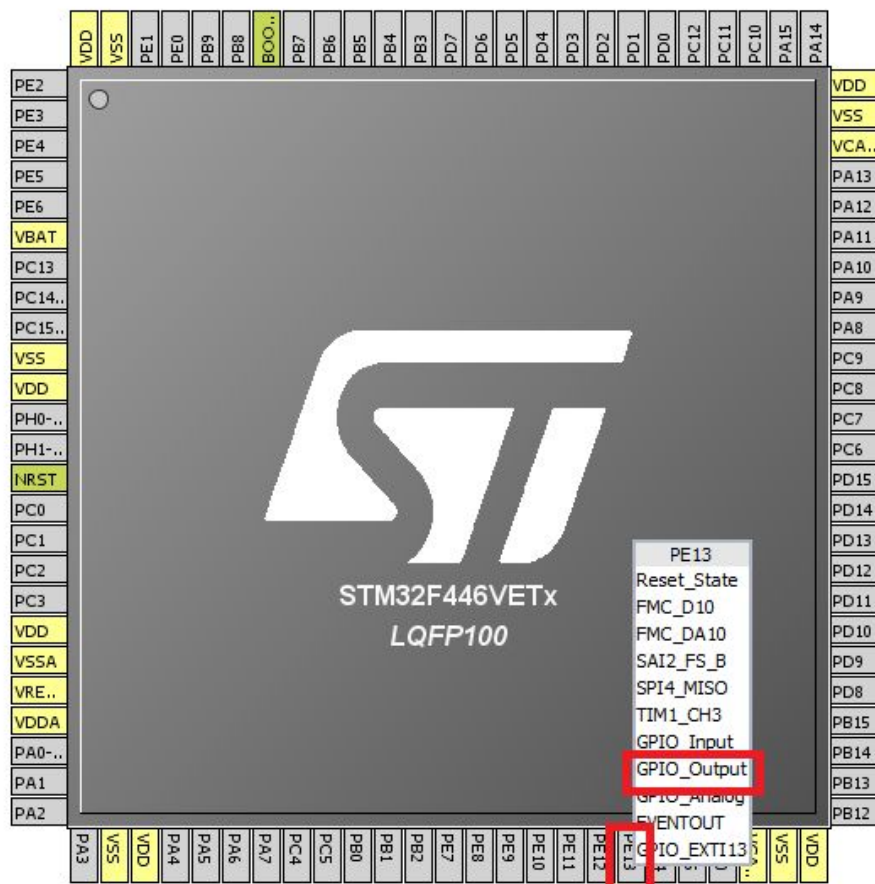 VDD
VSS
PE1
PE0
PB9
PB8
BOO..
PB7
PB6
PB5
PB4
PB3
PD7
PD6
PD5
PD4
PD3
PD2
PD1
PD0
PC12
PC11
PC10
PA15
PA14
PE2
PE3
PE4
PE5
PE6
VBAT
PC13
PC14..
PC15..
VSS
VDD
PH0-..
PH1-..
NRST
PC0
PC1
PC2
PC3
VDD
VSSA
VRE..
VDDA
PA0-..
PA1
PA2
VDD
VSS
VCA..
PA13
PA12
PA11
PA10
PA9
PA8
PC9
PC8
PC7
PC6
PD15
PD14
PD13
PD12
PD11
PD10
PD9
PD8
PB15
PB14
PB13
PB12
STM32F446VETx
LQFP100
PE13
Reset_State
FMC_D10
FMC_DA10
SAI2_FS_B
SPI4_MISO
TIM1_CH3
GPIO_Input
GPIO_Output
GPIO_Analog
EVENTOUT
GPIO_EXTI13
PA3
VSS
VDD
PA4
PA5
PA6
PA7
PC4
PC5
PB0
PB1
PB2
PE7
PE8
PE9
PE10
PE11
PE12
PE13
VSS
VDD